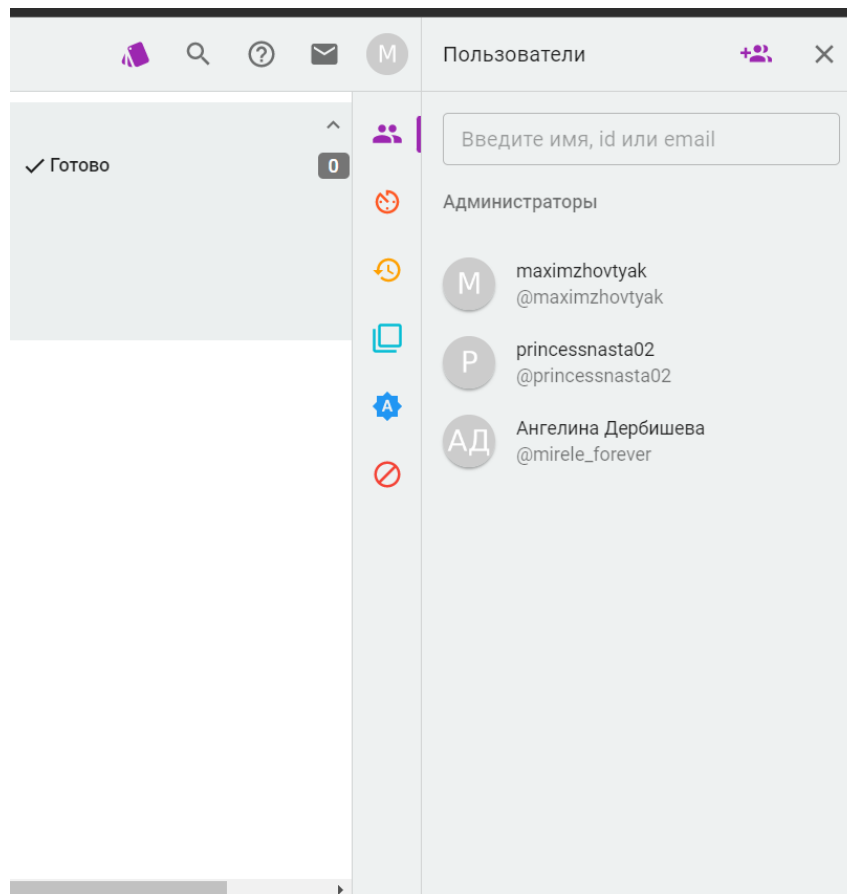 M
Пользователи
Готово
0
Введите имя, id или email
Администраторы
M
maximzhovtyak
@maximzhovtyak
P
princessnasta02
@princessnasta02
АД
Ангелина Дербишева
@mirele_forever
A